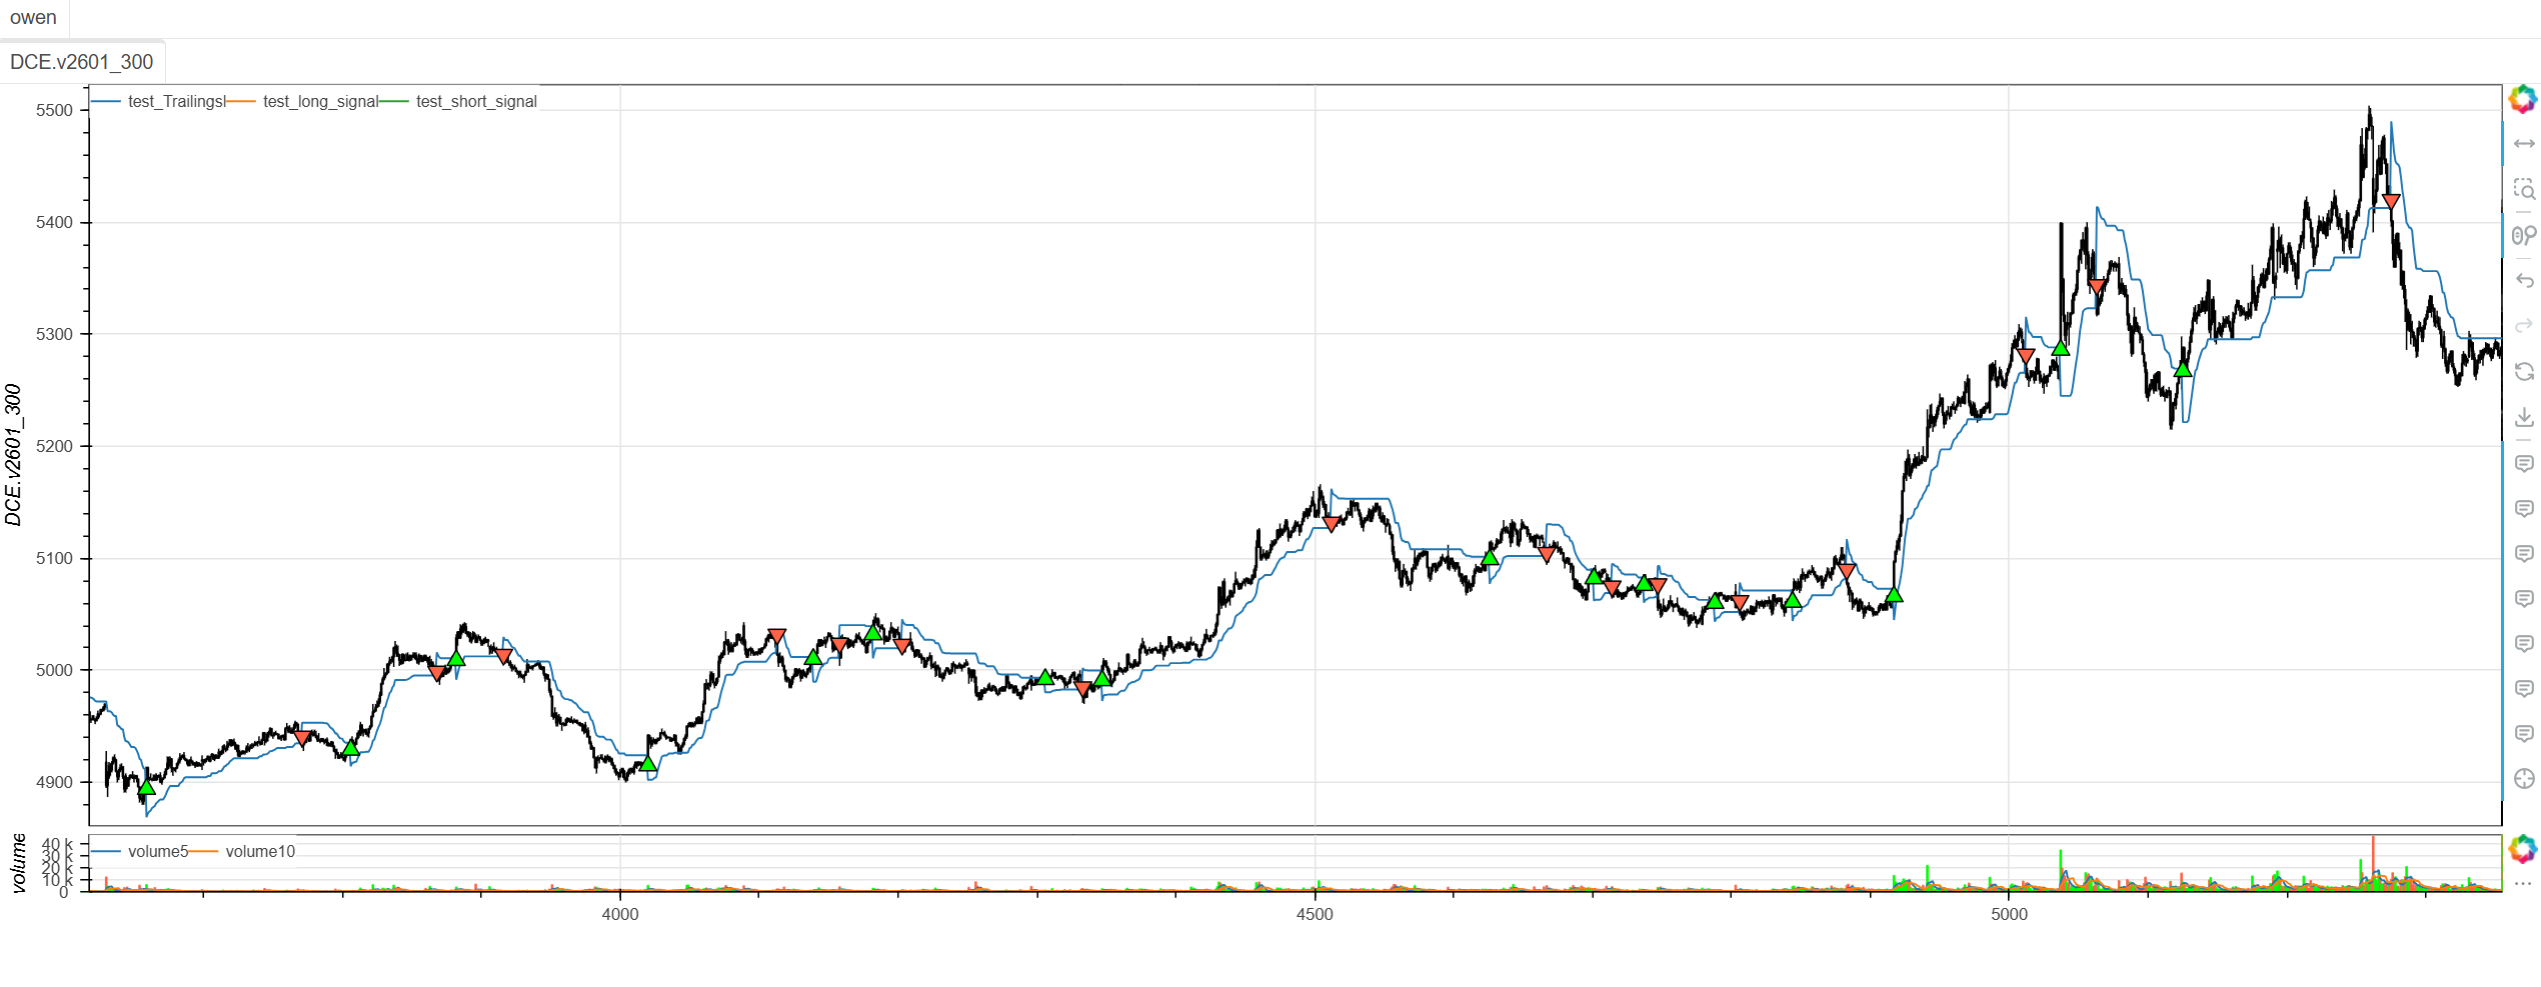 owen
DCE.v2601_300
test_Trailingsl test_long_signal test_short_signal
5500
5400
5300
5200
5100
5000
4900
DCE.v2601_300
volume5 volume10
40 k
30 k
20 k
10 k
0
volume
4000 4500 5000